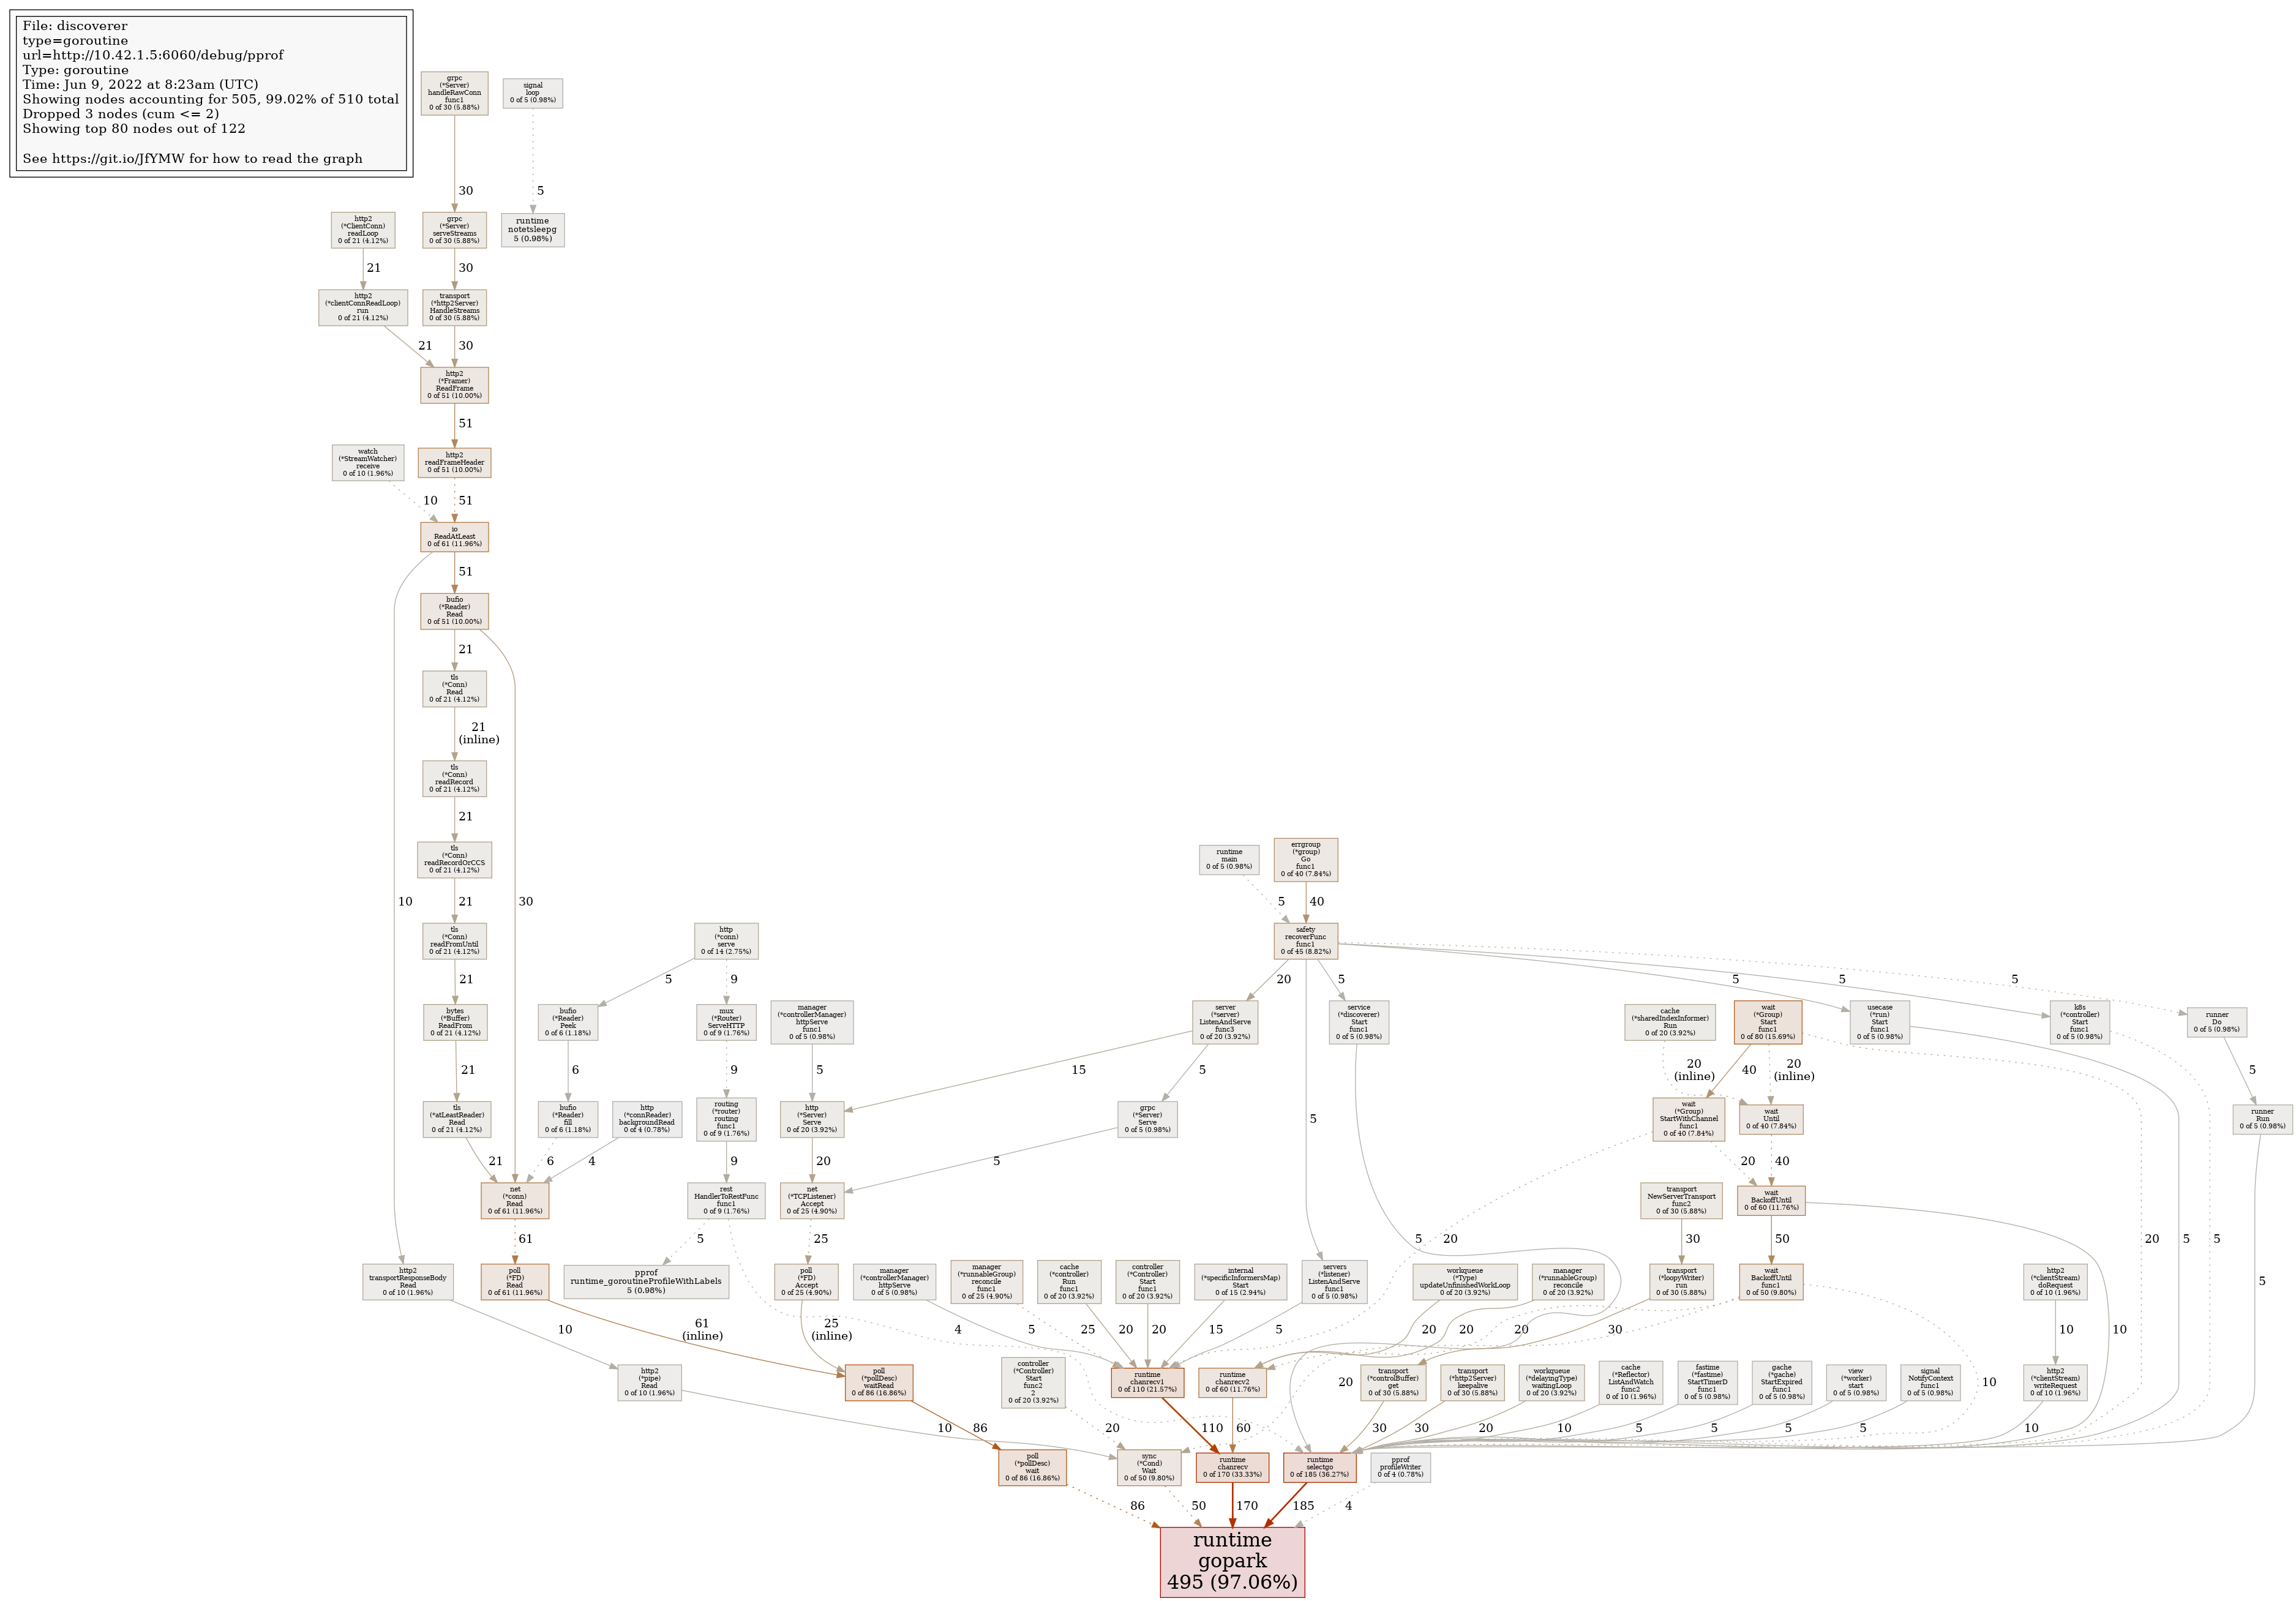 File: discoverer
type=goroutine
url=http://10.42.1.5:6060/debug/pprof
Type: goroutine
Time: Jun 9, 2022 at 8:23am (UTC)
Showing nodes accounting for 505, 99.02% of 510 total
Dropped 3 nodes (cum <= 2)
Showing top 80 nodes out of 122
See https://git.io/JfYMW for how to read the graph
grpc
(*Server)
handleRawConn
func1
0 of 30 (5.88%)
signal
loop
0 of 5 (0.98%)
30
5
http2
(*ClientConn)
readLoop
0 of 21 (4.12%)
grpc
(*Server)
serveStreams
0 of 30 (5.88%)
runtime
notetsleepg
5 (0.98%)
21
30
http2
(*clientConnReadLoop)
run
0 of 21 (4.12%)
transport
(*http2Server)
HandleStreams
0 of 30 (5.88%)
21
30
http2
(*Framer)
ReadFrame
0 of 51 (10.00%)
51
watch
(*StreamWatcher)
receive
0 of 10 (1.96%)
http2
readFrameHeader
0 of 51 (10.00%)
10
51
io
ReadAtLeast
0 of 61 (11.96%)
51
bufio
(*Reader)
Read
0 of 51 (10.00%)
21
tls
(*Conn)
Read
0 of 21 (4.12%)
21
(inline)
tls
(*Conn)
readRecord
0 of 21 (4.12%)
21
tls
(*Conn)
readRecordOrCCS
0 of 21 (4.12%)
runtime
main
0 of 5 (0.98%)
errgroup
(*group)
Go
func1
0 of 40 (7.84%)
10
21
30
5
40
tls
(*Conn)
readFromUntil
0 of 21 (4.12%)
http
(*conn)
serve
0 of 14 (2.75%)
safety
recoverFunc
func1
0 of 45 (8.82%)
21
5
9
20
5
5
5
5
bytes
(*Buffer)
ReadFrom
0 of 21 (4.12%)
bufio
(*Reader)
Peek
0 of 6 (1.18%)
mux
(*Router)
ServeHTTP
0 of 9 (1.76%)
manager
(*controllerManager)
httpServe
func1
0 of 5 (0.98%)
server
(*server)
ListenAndServe
func3
0 of 20 (3.92%)
service
(*discoverer)
Start
func1
0 of 5 (0.98%)
cache
(*sharedIndexInformer)
Run
0 of 20 (3.92%)
wait
(*Group)
Start
func1
0 of 80 (15.69%)
usecase
(*run)
Start
func1
0 of 5 (0.98%)
k8s
(*controller)
Start
func1
0 of 5 (0.98%)
runner
Do
0 of 5 (0.98%)
21
6
9
5
15
5
20
(inline)
40
20
(inline)
5
tls
(*atLeastReader)
Read
0 of 21 (4.12%)
bufio
(*Reader)
fill
0 of 6 (1.18%)
http
(*connReader)
backgroundRead
0 of 4 (0.78%)
routing
(*router)
routing
func1
0 of 9 (1.76%)
http
(*Server)
Serve
0 of 20 (3.92%)
grpc
(*Server)
Serve
0 of 5 (0.98%)
5
wait
(*Group)
StartWithChannel
func1
0 of 40 (7.84%)
wait
Until
0 of 40 (7.84%)
runner
Run
0 of 5 (0.98%)
21
6
4
9
20
5
20
40
net
(*conn)
Read
0 of 61 (11.96%)
rest
HandlerToRestFunc
func1
0 of 9 (1.76%)
net
(*TCPListener)
Accept
0 of 25 (4.90%)
transport
NewServerTransport
func2
0 of 30 (5.88%)
wait
BackoffUntil
0 of 60 (11.76%)
61
5
25
5
20
30
50
20
5
5
http2
transportResponseBody
Read
0 of 10 (1.96%)
poll
(*FD)
Read
0 of 61 (11.96%)
pprof
runtime_goroutineProfileWithLabels
5 (0.98%)
poll
(*FD)
Accept
0 of 25 (4.90%)
manager
(*controllerManager)
httpServe
0 of 5 (0.98%)
manager
(*runnableGroup)
reconcile
func1
0 of 25 (4.90%)
cache
(*controller)
Run
func1
0 of 20 (3.92%)
controller
(*Controller)
Start
func1
0 of 20 (3.92%)
internal
(*specificInformersMap)
Start
0 of 15 (2.94%)
servers
(*listener)
ListenAndServe
func1
0 of 5 (0.98%)
workqueue
(*Type)
updateUnfinishedWorkLoop
0 of 20 (3.92%)
manager
(*runnableGroup)
reconcile
0 of 20 (3.92%)
transport
(*loopyWriter)
run
0 of 30 (5.88%)
wait
BackoffUntil
func1
0 of 50 (9.80%)
http2
(*clientStream)
doRequest
0 of 10 (1.96%)
5
10
61
(inline)
25
(inline)
4
5
25
20
20
15
5
20
20
20
30
10
10
http2
(*pipe)
Read
0 of 10 (1.96%)
poll
(*pollDesc)
waitRead
0 of 86 (16.86%)
controller
(*Controller)
Start
func2
2
0 of 20 (3.92%)
runtime
chanrecv1
0 of 110 (21.57%)
runtime
chanrecv2
0 of 60 (11.76%)
20
transport
(*controlBuffer)
get
0 of 30 (5.88%)
transport
(*http2Server)
keepalive
0 of 30 (5.88%)
workqueue
(*delayingType)
waitingLoop
0 of 20 (3.92%)
cache
(*Reflector)
ListAndWatch
func2
0 of 10 (1.96%)
fastime
(*fastime)
StartTimerD
func1
0 of 5 (0.98%)
gache
(*gache)
StartExpired
func1
0 of 5 (0.98%)
view
(*worker)
start
0 of 5 (0.98%)
signal
NotifyContext
func1
0 of 5 (0.98%)
10
http2
(*clientStream)
writeRequest
0 of 10 (1.96%)
10
86
20
110
60
30
30
20
10
5
5
5
5
10
poll
(*pollDesc)
wait
0 of 86 (16.86%)
sync
(*Cond)
Wait
0 of 50 (9.80%)
runtime
chanrecv
0 of 170 (33.33%)
runtime
selectgo
0 of 185 (36.27%)
pprof
profileWriter
0 of 4 (0.78%)
86
50
170
185
4
runtime
gopark
495 (97.06%)